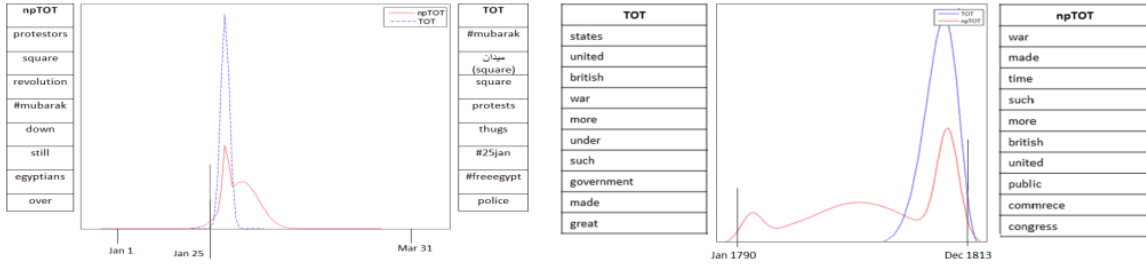 npTOT
protestors
square
revolution
#mubarak
down
still
egyptians
over
npTOT
TOT
Jan 1
Jan 25
Mar 31
TOT
#mubarak
ميدان
(square)
square
protests
thugs
#25jan
#freeegypt
police
TOT
states
united
british
war
more
under
such
government
made
great
TOT
npTOT
Jan 1790
Dec 1813
npTOT
war
made
time
such
more
british
united
public
commrece
congress